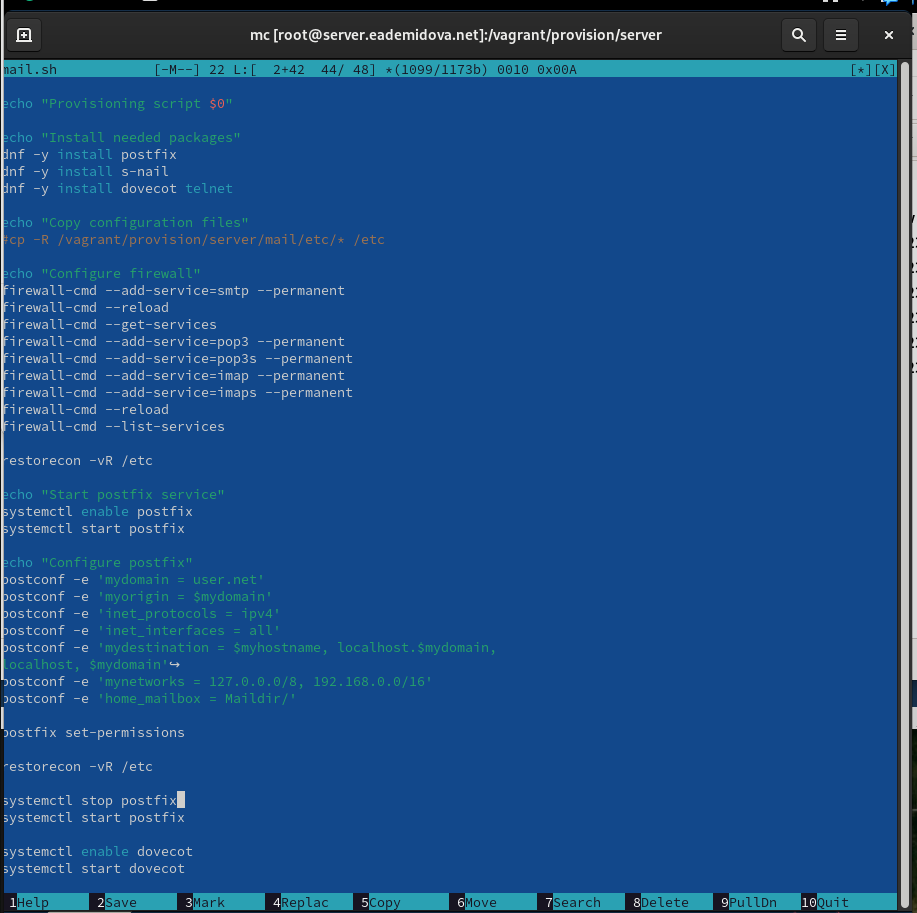 mc [root@server.eademidova.net]:/vagrant/provision/server
mail.sh [-M--] 22 L:[ 2+42 44/ 48] *(1099/1173b) 0010 0x00A [*][X]
echo "Provisioning script $0"
echo "Install needed packages"
dnf -y install postfix
dnf -y install s-nail
dnf -y install dovecot telnet
echo "Copy configuration files"
#cp -R /vagrant/provision/server/mail/etc/* /etc
echo "Configure firewall"
firewall-cmd --add-service=smtp --permanent
firewall-cmd --reload
firewall-cmd --get-services
firewall-cmd --add-service=pop3 --permanent
firewall-cmd --add-service=pop3s --permanent
firewall-cmd --add-service=imap --permanent
firewall-cmd --add-service=imaps --permanent
firewall-cmd --reload
firewall-cmd --list-services
restorecon -vR /etc
echo "Start postfix service"
systemctl enable postfix
systemctl start postfix
echo "Configure postfix"
postconf -e 'mydomain = user.net'
postconf -e 'myorigin = $mydomain'
postconf -e 'inet_protocols = ipv4'
postconf -e 'inet_interfaces = all'
postconf -e 'mydestination = $myhostname, localhost.$mydomain,
localhost, $mydomain'↪
postconf -e 'mynetworks = 127.0.0.0/8, 192.168.0.0/16'
postconf -e 'home_mailbox = Maildir/'
postfix set-permissions
restorecon -vR /etc
systemctl stop postfix
systemctl start postfix
systemctl enable dovecot
systemctl start dovecot
1Help 2Save 3Mark 4Replac 5Copy 6Move 7Search 8Delete 9PullDn 10Quit